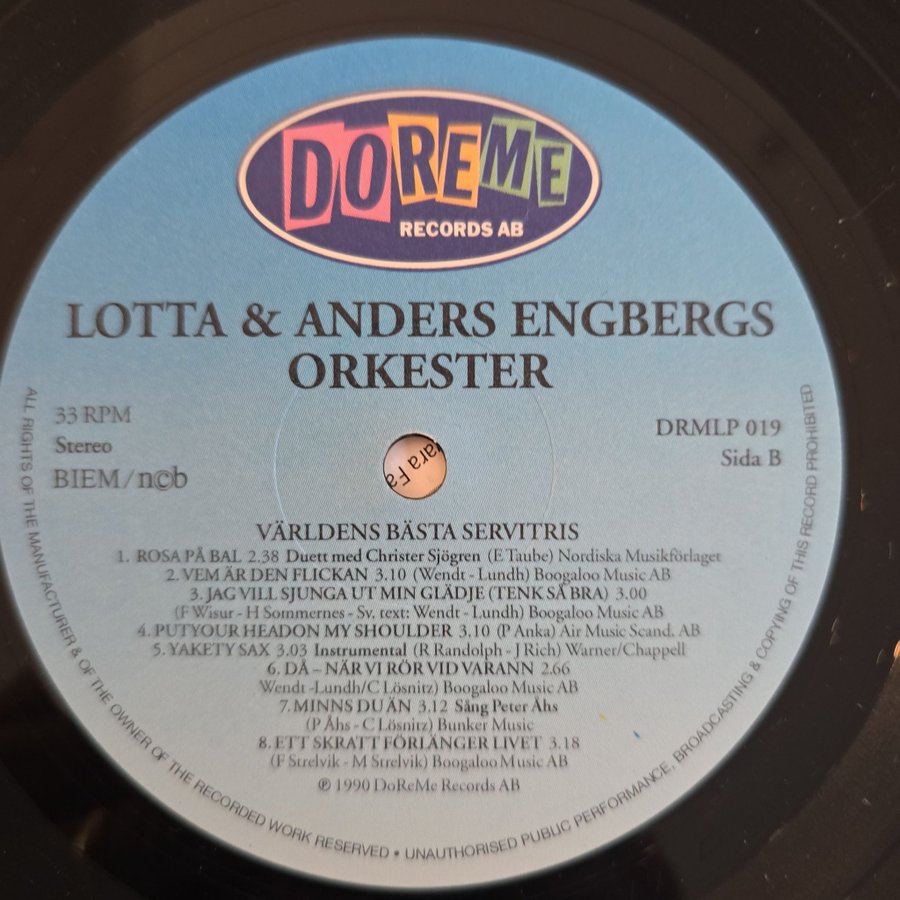 DOREME
RECORDS AB
LOTTA & ANDERS ENGBERGS
ORKESTER
33 RPM
Stereo
BIEM/n©b
DRMLP 019
Sida B
VÄRLDENS BÄSTA SERVITRIS
1. ROSA PÅ BAL 2.38 Duett med Christer Sjögren (E Taube) Nordiska Musikförlaget
2. VEM ÄR DEN FLICKAN 3.10 (Wendt - Lundh) Boogaloo Music AB
3. JAG VILL SJUNGA UT MIN GLÄDJE (TENK SÅ BRA) 3.00
(F Wisur - H Sommernes - Sv. text: Wendt - Lundh) Boogaloo Music AB
4. PUTYOUR HEADON MY SHOULDER 3.10 (P Anka) Air Music Scand. AB
5. YAKETY SAX 3.03 Instrumental (R Randolph - J Rich) Warner/Chappell
6. DÅ – NÄR VI RÖR VID VARANN 2.66
Wendt -Lundh/C Lösnitz) Boogaloo Music AB
7. MINNS DU ÄN 3.12 Sång Peter Åhs
(P Åhs - C Lösnitz) Bunker Music
8. ETT SKRATT FÖRLÄNGER LIVET 3.18
(F Strelvik - M Strelvik) Boogaloo Music AB
℗ 1990 DoReMe Records AB
ALL RIGHTS OF THE MANUFACTURER & OF THE OWNER OF THE RECORDED WORK RESERVED • UNAUTHORISED PUBLIC PERFORMANCE, BROADCASTING & COPYING OF THIS RECORD PROHIBITED